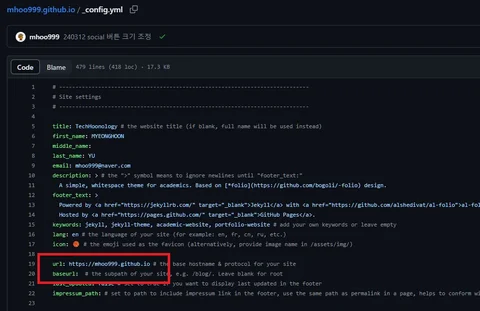 mhoo999.github.io / _config.yml
mhoo999 240312 social 버튼 크기 조정
Code Blame 479 lines (418 loc) · 17.3 KB
1 # -----------------------------------------------------------------------------
2 # Site settings
3 # -----------------------------------------------------------------------------
4
5 title: TechHoonology # the website title (if blank, full name will be used instead)
6 first_name: MYEONGHOON
7 middle_name:
8 last_name: YU
9 email: mhoo999@naver.com
10 description: > # the ">" symbol means to ignore newlines until "footer_text:"
11 A simple, whitespace theme for academics. Based on [*folio](https://github.com/bogoli/-folio) design.
12 footer_text: >
13 Powered by <a href="https://jekyllrb.com/" target="_blank">Jekyll</a> with <a href="https://github.com/alshedivat/al-folio">al-fol
14 Hosted by <a href="https://pages.github.com/" target="_blank">GitHub Pages</a>.
15 keywords: jekyll, jekyll-theme, academic-website, portfolio-website # add your own keywords or leave empty
16 lang: en # the language of your site (for example: en, fr, cn, ru, etc.)
17 icon: # the emoji used as the favicon (alternatively, provide image name in /assets/img/)
18
19 url: https://mhoo999.github.io # the base hostname & protocol for your site
20 baseurl: # the subpath of your site, e.g. /blog/. Leave blank for root
you want to display last updated in the footer
22 impressum_path: # set to path to include impressum link in the footer, use the same path as permalink in a page, helps to conform wi